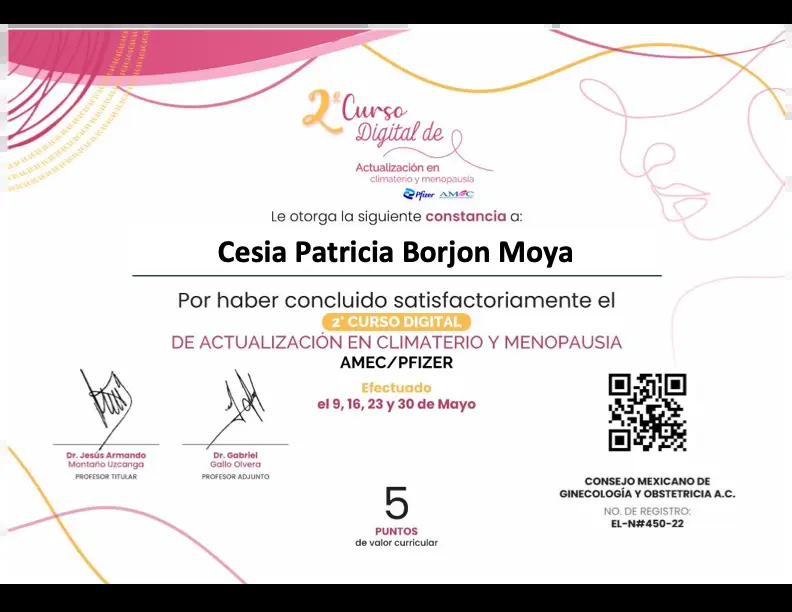 2° Curso
Digital de
Actualización en
climaterio y menopausia
Pfizer AMEC
Le otorga la siguiente constancia a:
Cesia Patricia Borjon Moya
Por haber concluido satisfactoriamente el
2° CURSO DIGITAL
DE ACTUALIZACIÓN EN CLIMATERIO Y MENOPAUSIA
AMEC/PFIZER
Efectuado
el 9, 16, 23 y 30 de Mayo
Dr. Jesús Armando
Montaño Uzcanga
PROFESOR TITULAR
Dr. Gabriel
Gallo Olvera
PROFESOR ADJUNTO
5
PUNTOS
de valor curricular
CONSEJO MEXICANO DE
GINECOLOGÍA Y OBSTETRICIA A.C.
NO. DE REGISTRO:
EL-N#450-22